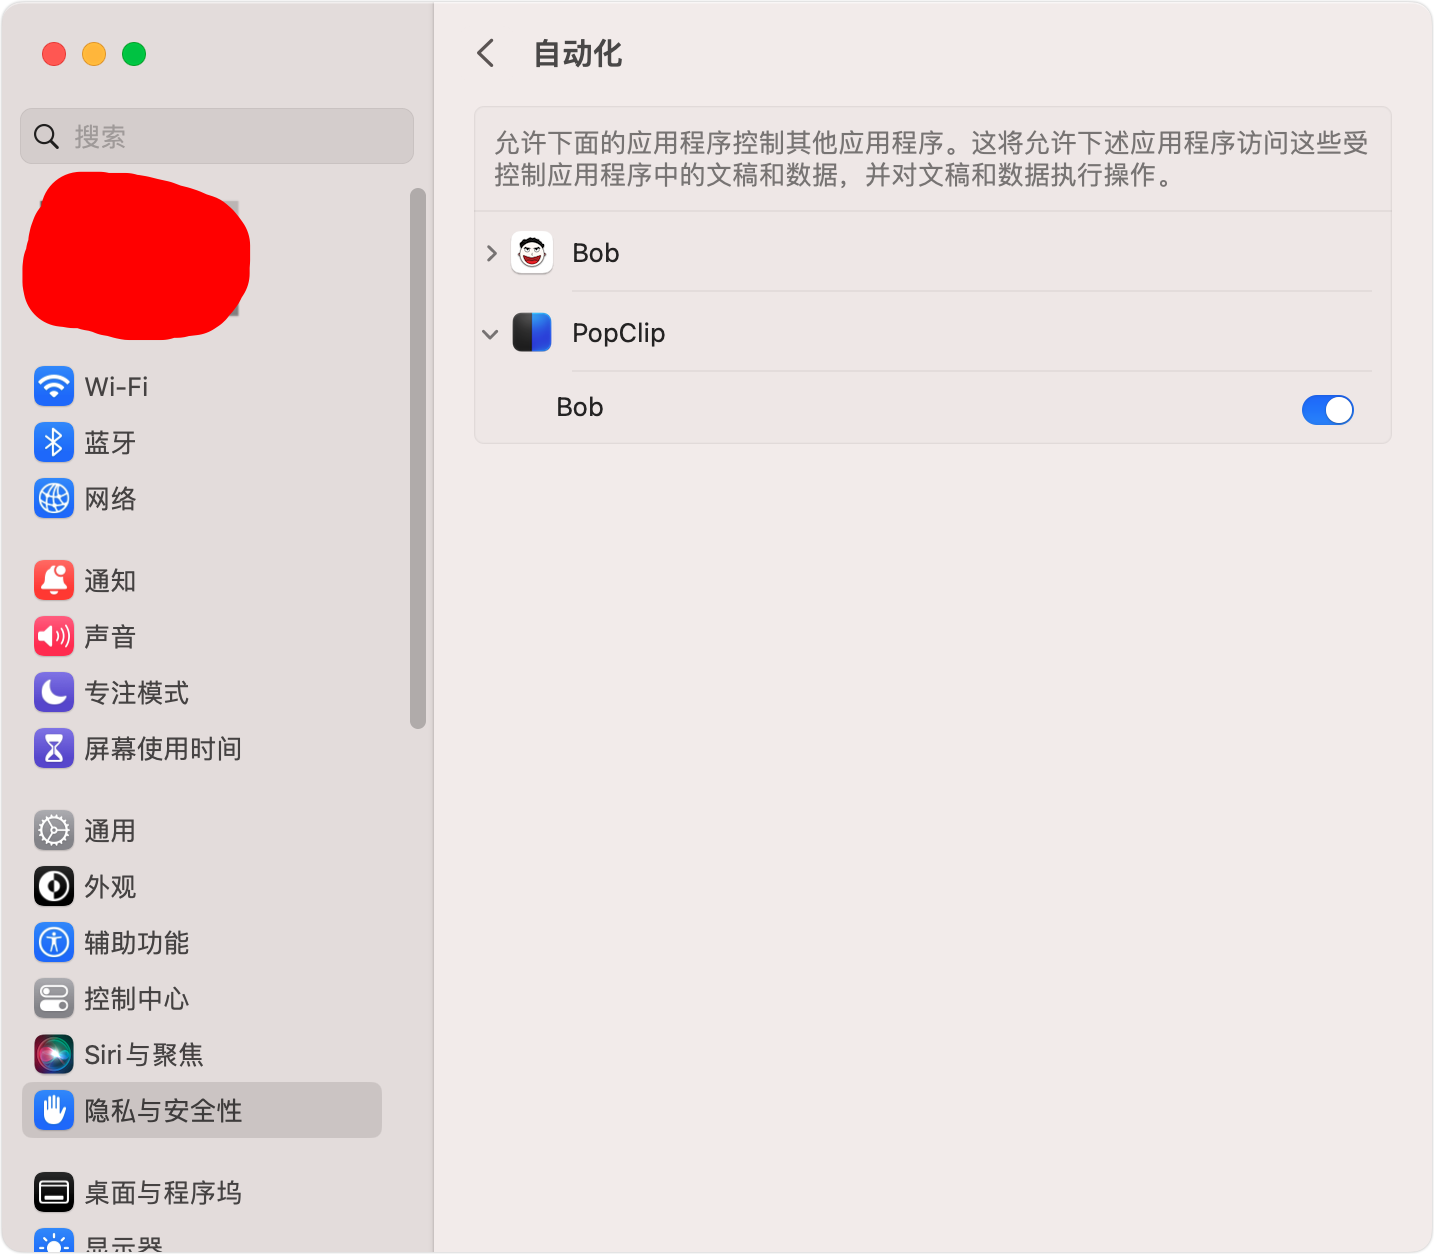 搜索
Wi-Fi
蓝牙
网络
通知
声音
专注模式
屏幕使用时间
通用
外观
辅助功能
控制中心
Siri与聚焦
隐私与安全性
桌面与程序坞
显示器
自动化
允许下面的应用程序控制其他应用程序。这将允许下述应用程序访问这些受
控制应用程序中的文稿和数据，并对文稿和数据执行操作。
Bob
PopClip
Bob